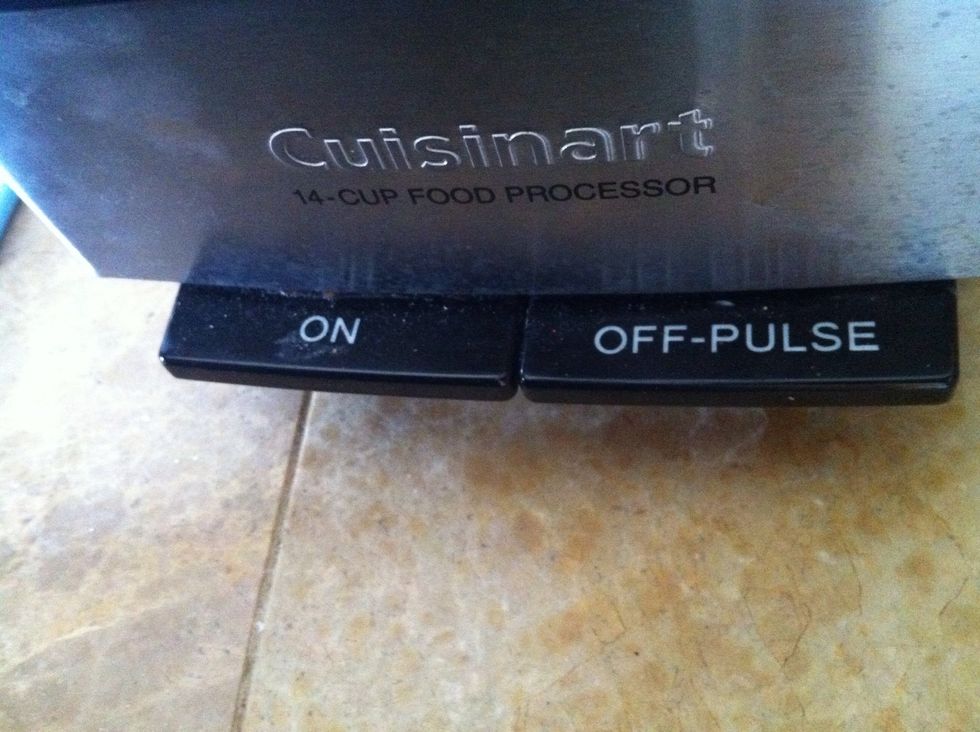 Cuisinart
14-CUP FOOD PROCESSOR
ON
OFF-PULSE